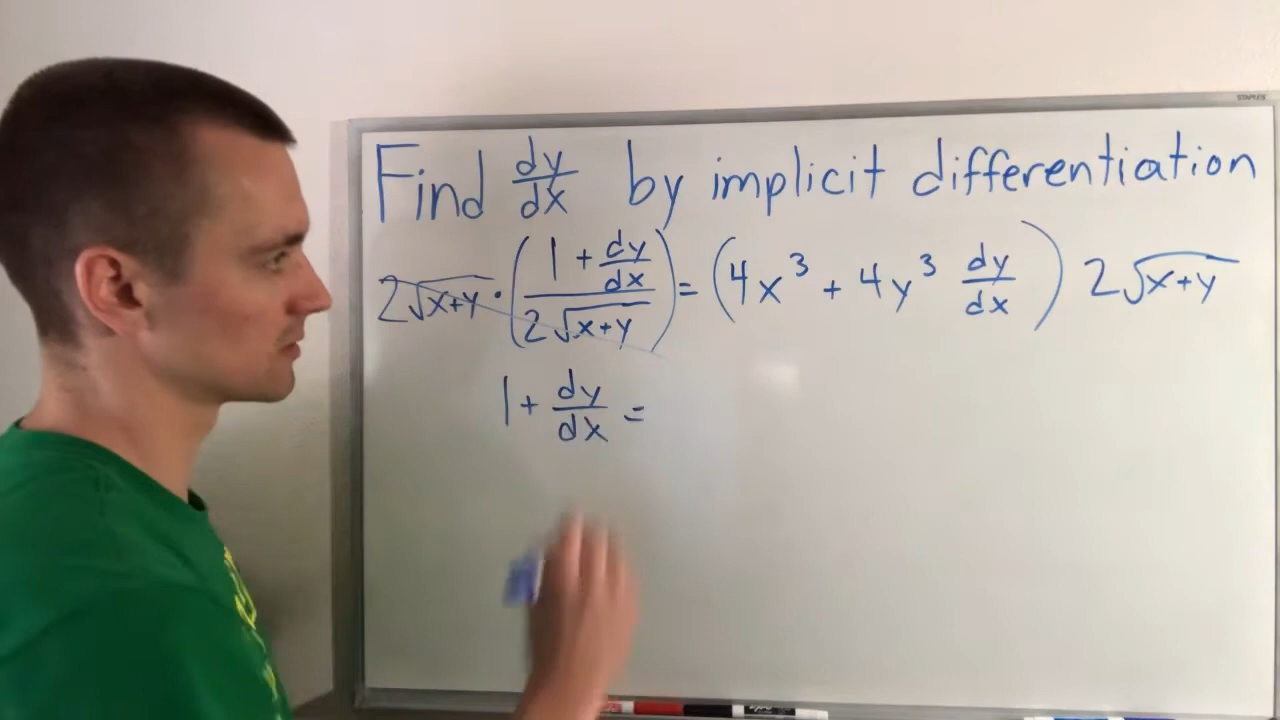 STAPLES
Find dy/dx by implicit differentiation
2√(x+y) · ((1 + dy/dx)/(2√(x+y))) = (4x³ + 4y³ dy/dx) 2√(x+y)
1 + dy/dx =